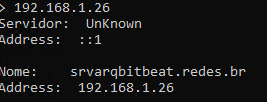 > 192.168.1.26
Servidor:  UnKnown
Address:  ::1

Nome:    srvarqbitbeat.redes.br
Address:  192.168.1.26